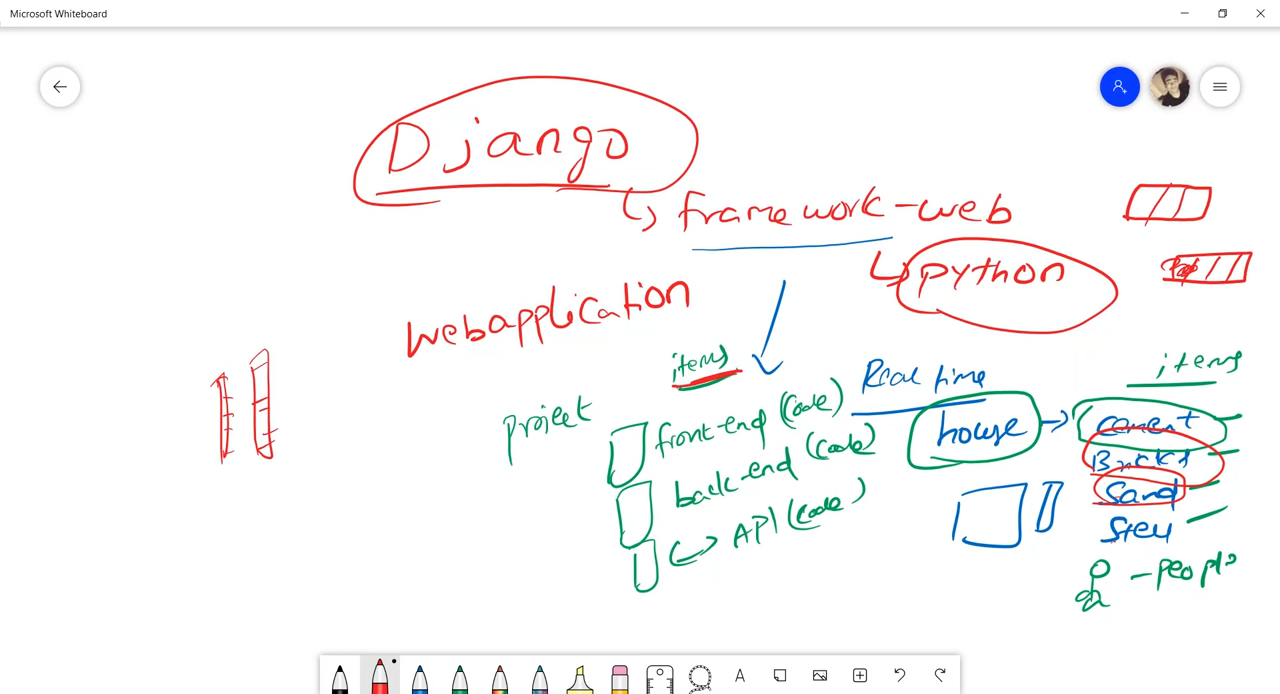 Microsoft Whiteboard
Django
framework-web
python
webapplication
items
Real time
items
project
front-end (code)
house
cement
back-end (code)
Bricks
Sand
API (code)
Steel
-people
A